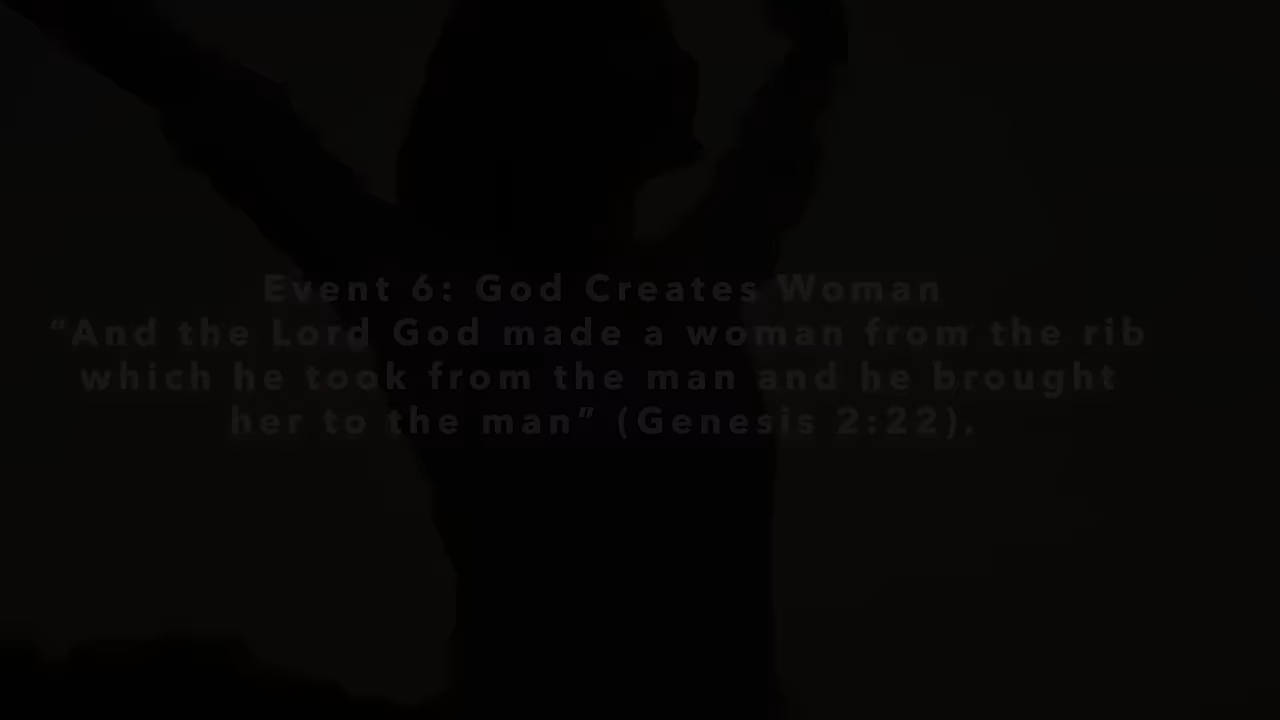 Event 6: God Creates Woman
“And the Lord God made a woman from the rib
which he took from the man and he brought
her to the man” (Genesis 2:22).